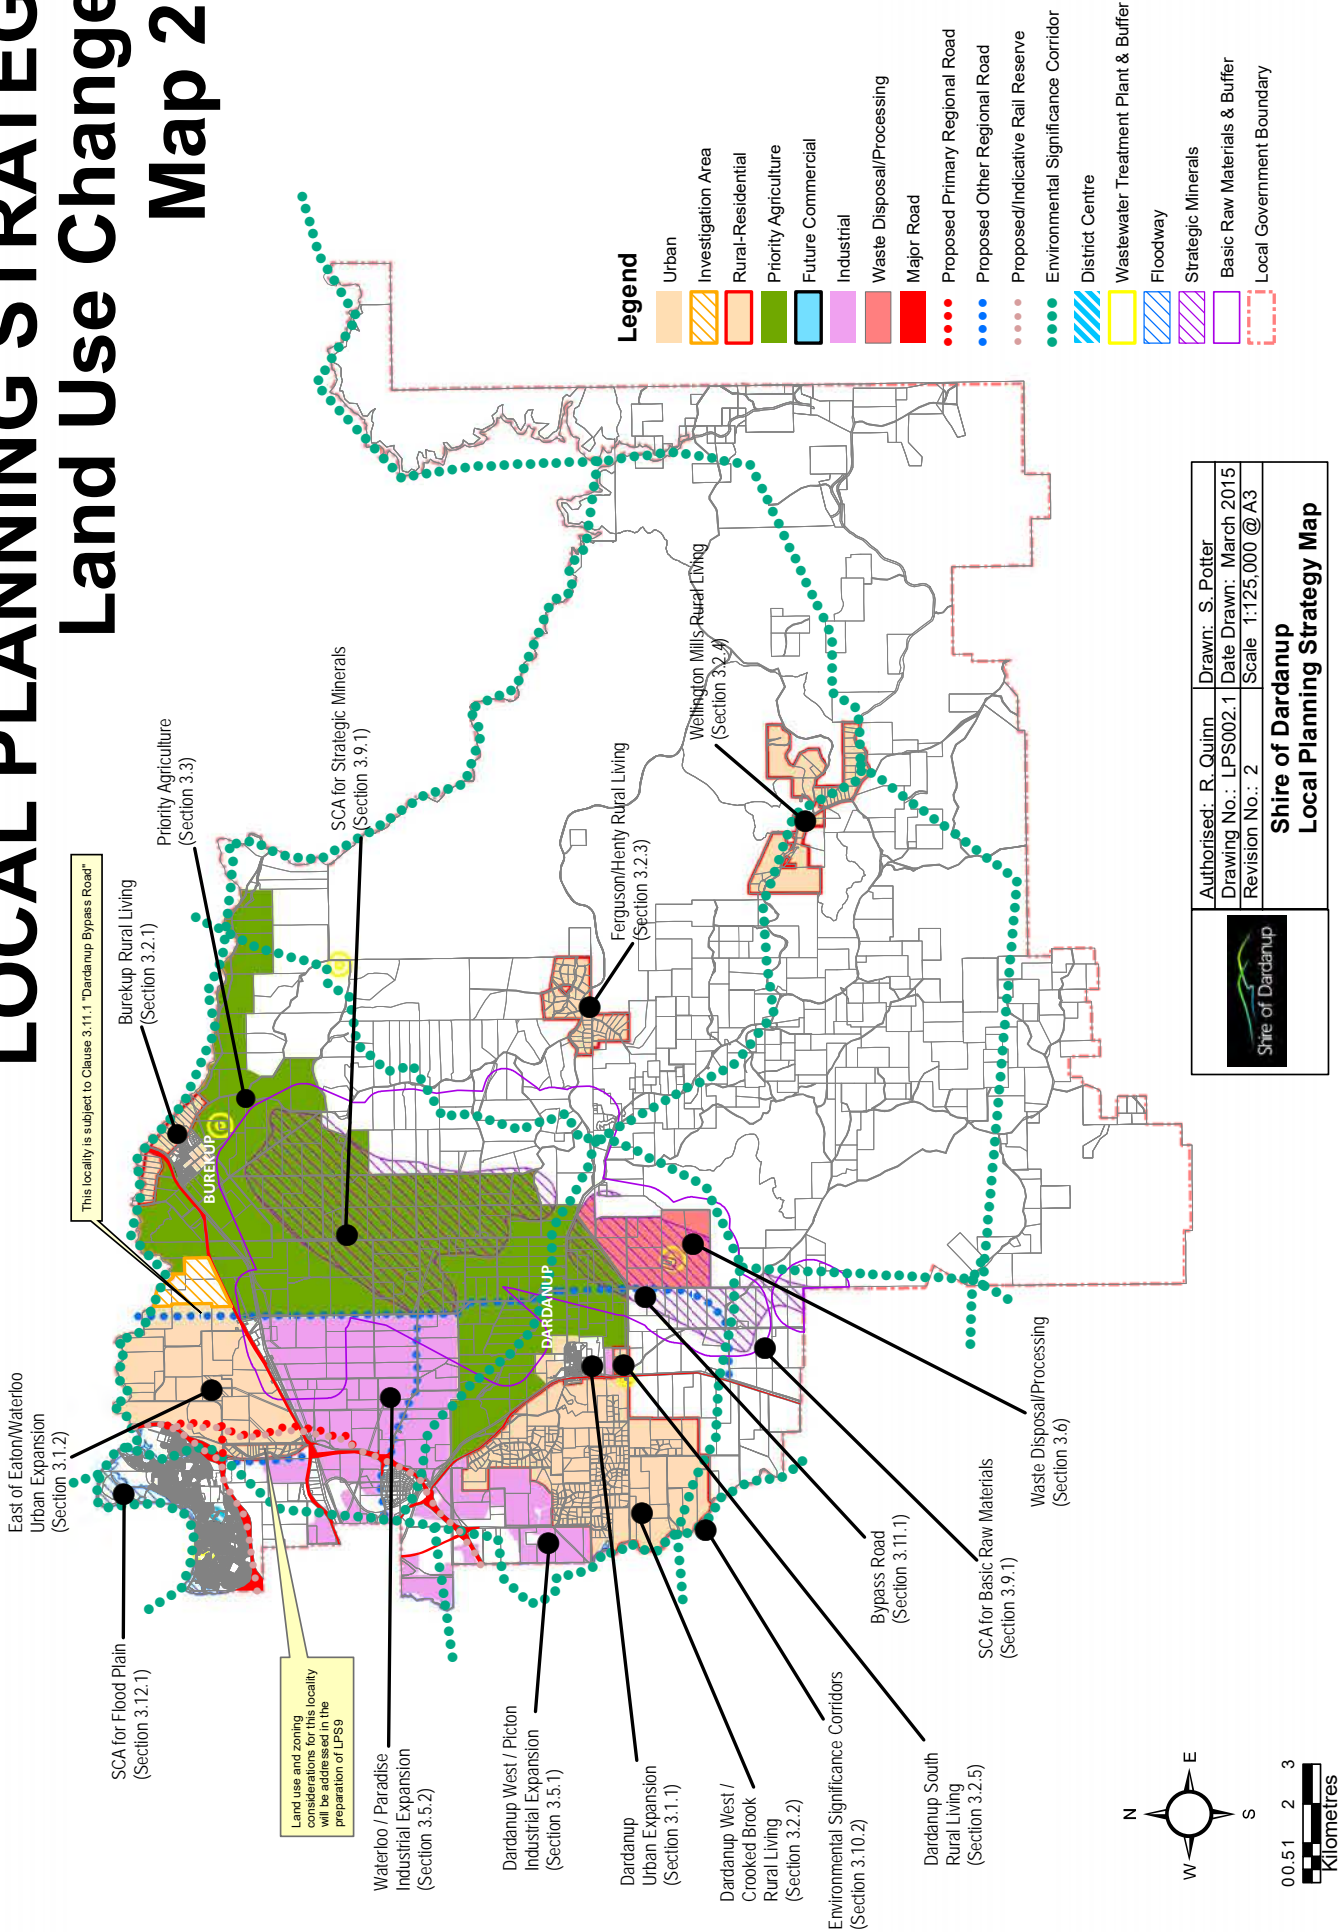 LOCAL PLANNING STRATEG
Land Use Change
Map 2
This locality is subject to Clause 3.11.1 "Dardanup Bypass Road"
East of Eaton/Waterloo
Urban Expansion
(Section 3.1.2)
SCA for Flood Plain
(Section 3.12.1)
Burekup Rural Living
(Section 3.2.1)
Priority Agriculture
(Section 3.3)
SCA for Strategic Minerals
(Section 3.9.1)
Land use and zoning
considerations for this locality
will be addressed in the
preparation of LPS9
Waterloo / Paradise
Industrial Expansion
(Section 3.5.2)
Dardanup West / Picton
Industrial Expansion
(Section 3.5.1)
Dardanup
Urban Expansion
(Section 3.1.1)
Dardanup West /
Crooked Brook
Rural Living
(Section 3.2.2)
Environmental Significance Corridors
(Section 3.10.2)
Dardanup South
Rural Living
(Section 3.2.5)
Bypass Road
(Section 3.11.1)
SCA for Basic Raw Materials
(Section 3.9.1)
Waste Disposal/Processing
(Section 3.6)
Ferguson/Henty Rural Living
(Section 3.2.3)
Wellington Mills Rural Living
(Section 3.2.4)
BUREKUP
DARDANUP
Legend
Urban
Investigation Area
Rural-Residential
Priority Agriculture
Future Commercial
Industrial
Waste Disposal/Processing
Major Road
Proposed Primary Regional Road
Proposed Other Regional Road
Proposed/Indicative Rail Reserve
Environmental Significance Corridor
District Centre
Wastewater Treatment Plant & Buffer
Floodway
Strategic Minerals
Basic Raw Materials & Buffer
Local Government Boundary
N
W E
S
0 0.5 1 2 3
Kilometres
Shire of Dardanup
Authorised: R. Quinn Drawn: S. Potter
Drawing No.: LPS002.1 Date Drawn: March 2015
Revision No.: 2 Scale 1:125,000 @ A3
Shire of Dardanup
Local Planning Strategy Map